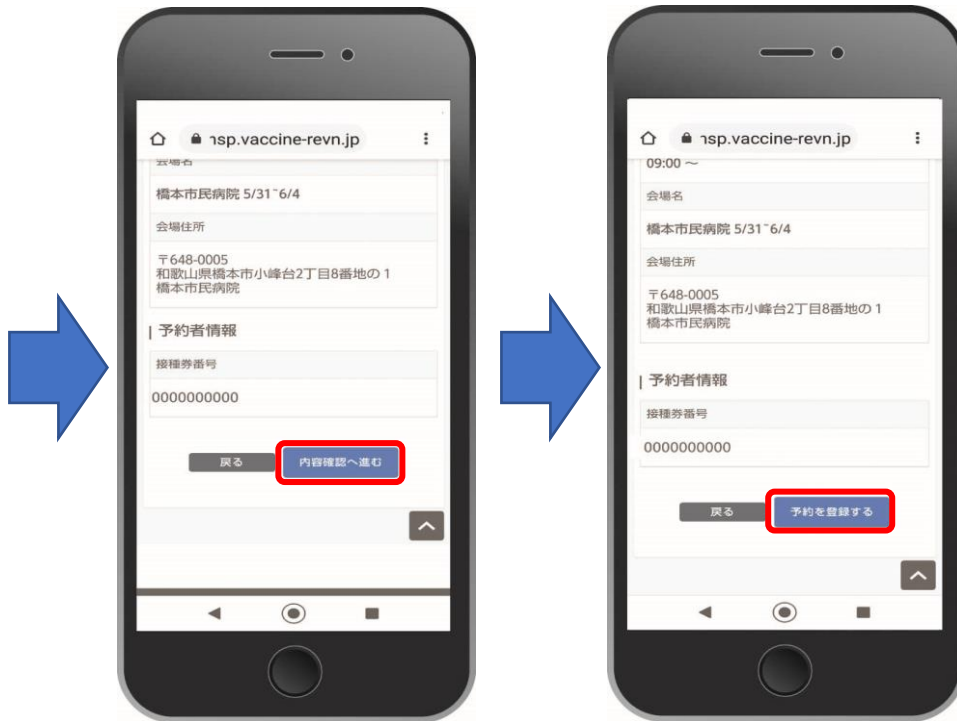 nsp.vaccine-revn.jp
会場名
橋本市民病院 5/31~6/4
会場住所
〒648-0005
和歌山県橋本市小峰台2丁目8番地の1
橋本市民病院
予約者情報
接種券番号
0000000000
戻る
内容確認へ進む
nsp.vaccine-revn.jp
09:00 ～
会場名
橋本市民病院 5/31~6/4
会場住所
〒648-0005
和歌山県橋本市小峰台2丁目8番地の1
橋本市民病院
予約者情報
接種券番号
0000000000
戻る
予約を登録する